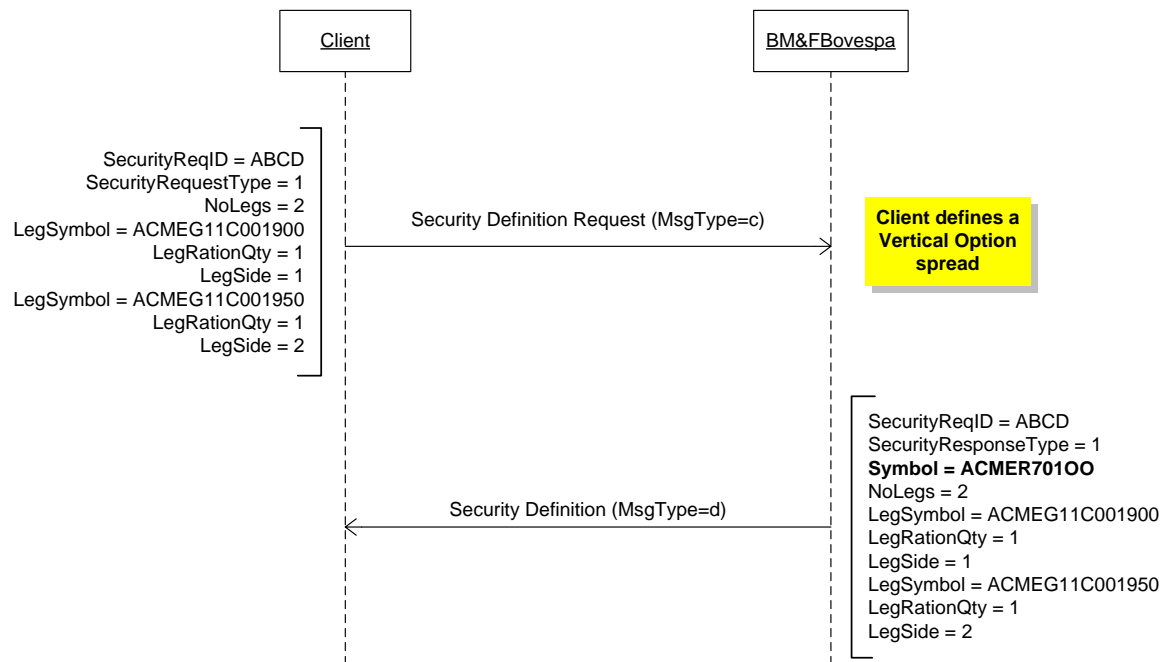 Client
BM&FBovespa
SecurityReqID = ABCD
SecurityRequestType = 1
NoLegs = 2
LegSymbol = ACMEG11C001900
LegRationQty = 1
LegSide = 1
LegSymbol = ACMEG11C001950
LegRationQty = 1
LegSide = 2
Security Definition Request (MsgType=c)
Client defines a
Vertical Option
spread
SecurityReqID = ABCD
SecurityResponseType = 1
Symbol = ACMER701OO
NoLegs = 2
LegSymbol = ACMEG11C001900
LegRationQty = 1
LegSide = 1
LegSymbol = ACMEG11C001950
LegRationQty = 1
LegSide = 2
Security Definition (MsgType=d)